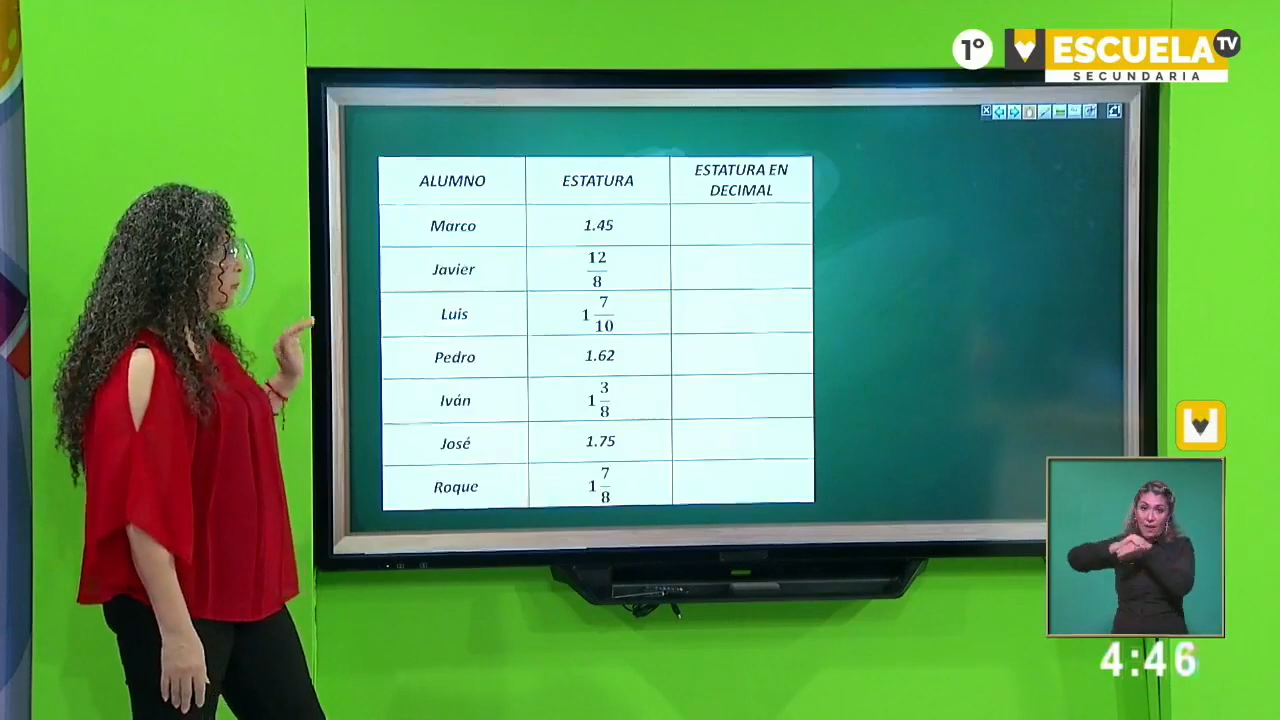 1º
ESCUELA TV
SECUNDARIA
ALUMNO ESTATURA ESTATURA EN DECIMAL
Marco 1.45
Javier 12/8
Luis 1 7/10
Pedro 1.62
Iván 1 3/8
José 1.75
Roque 1 7/8
4:46